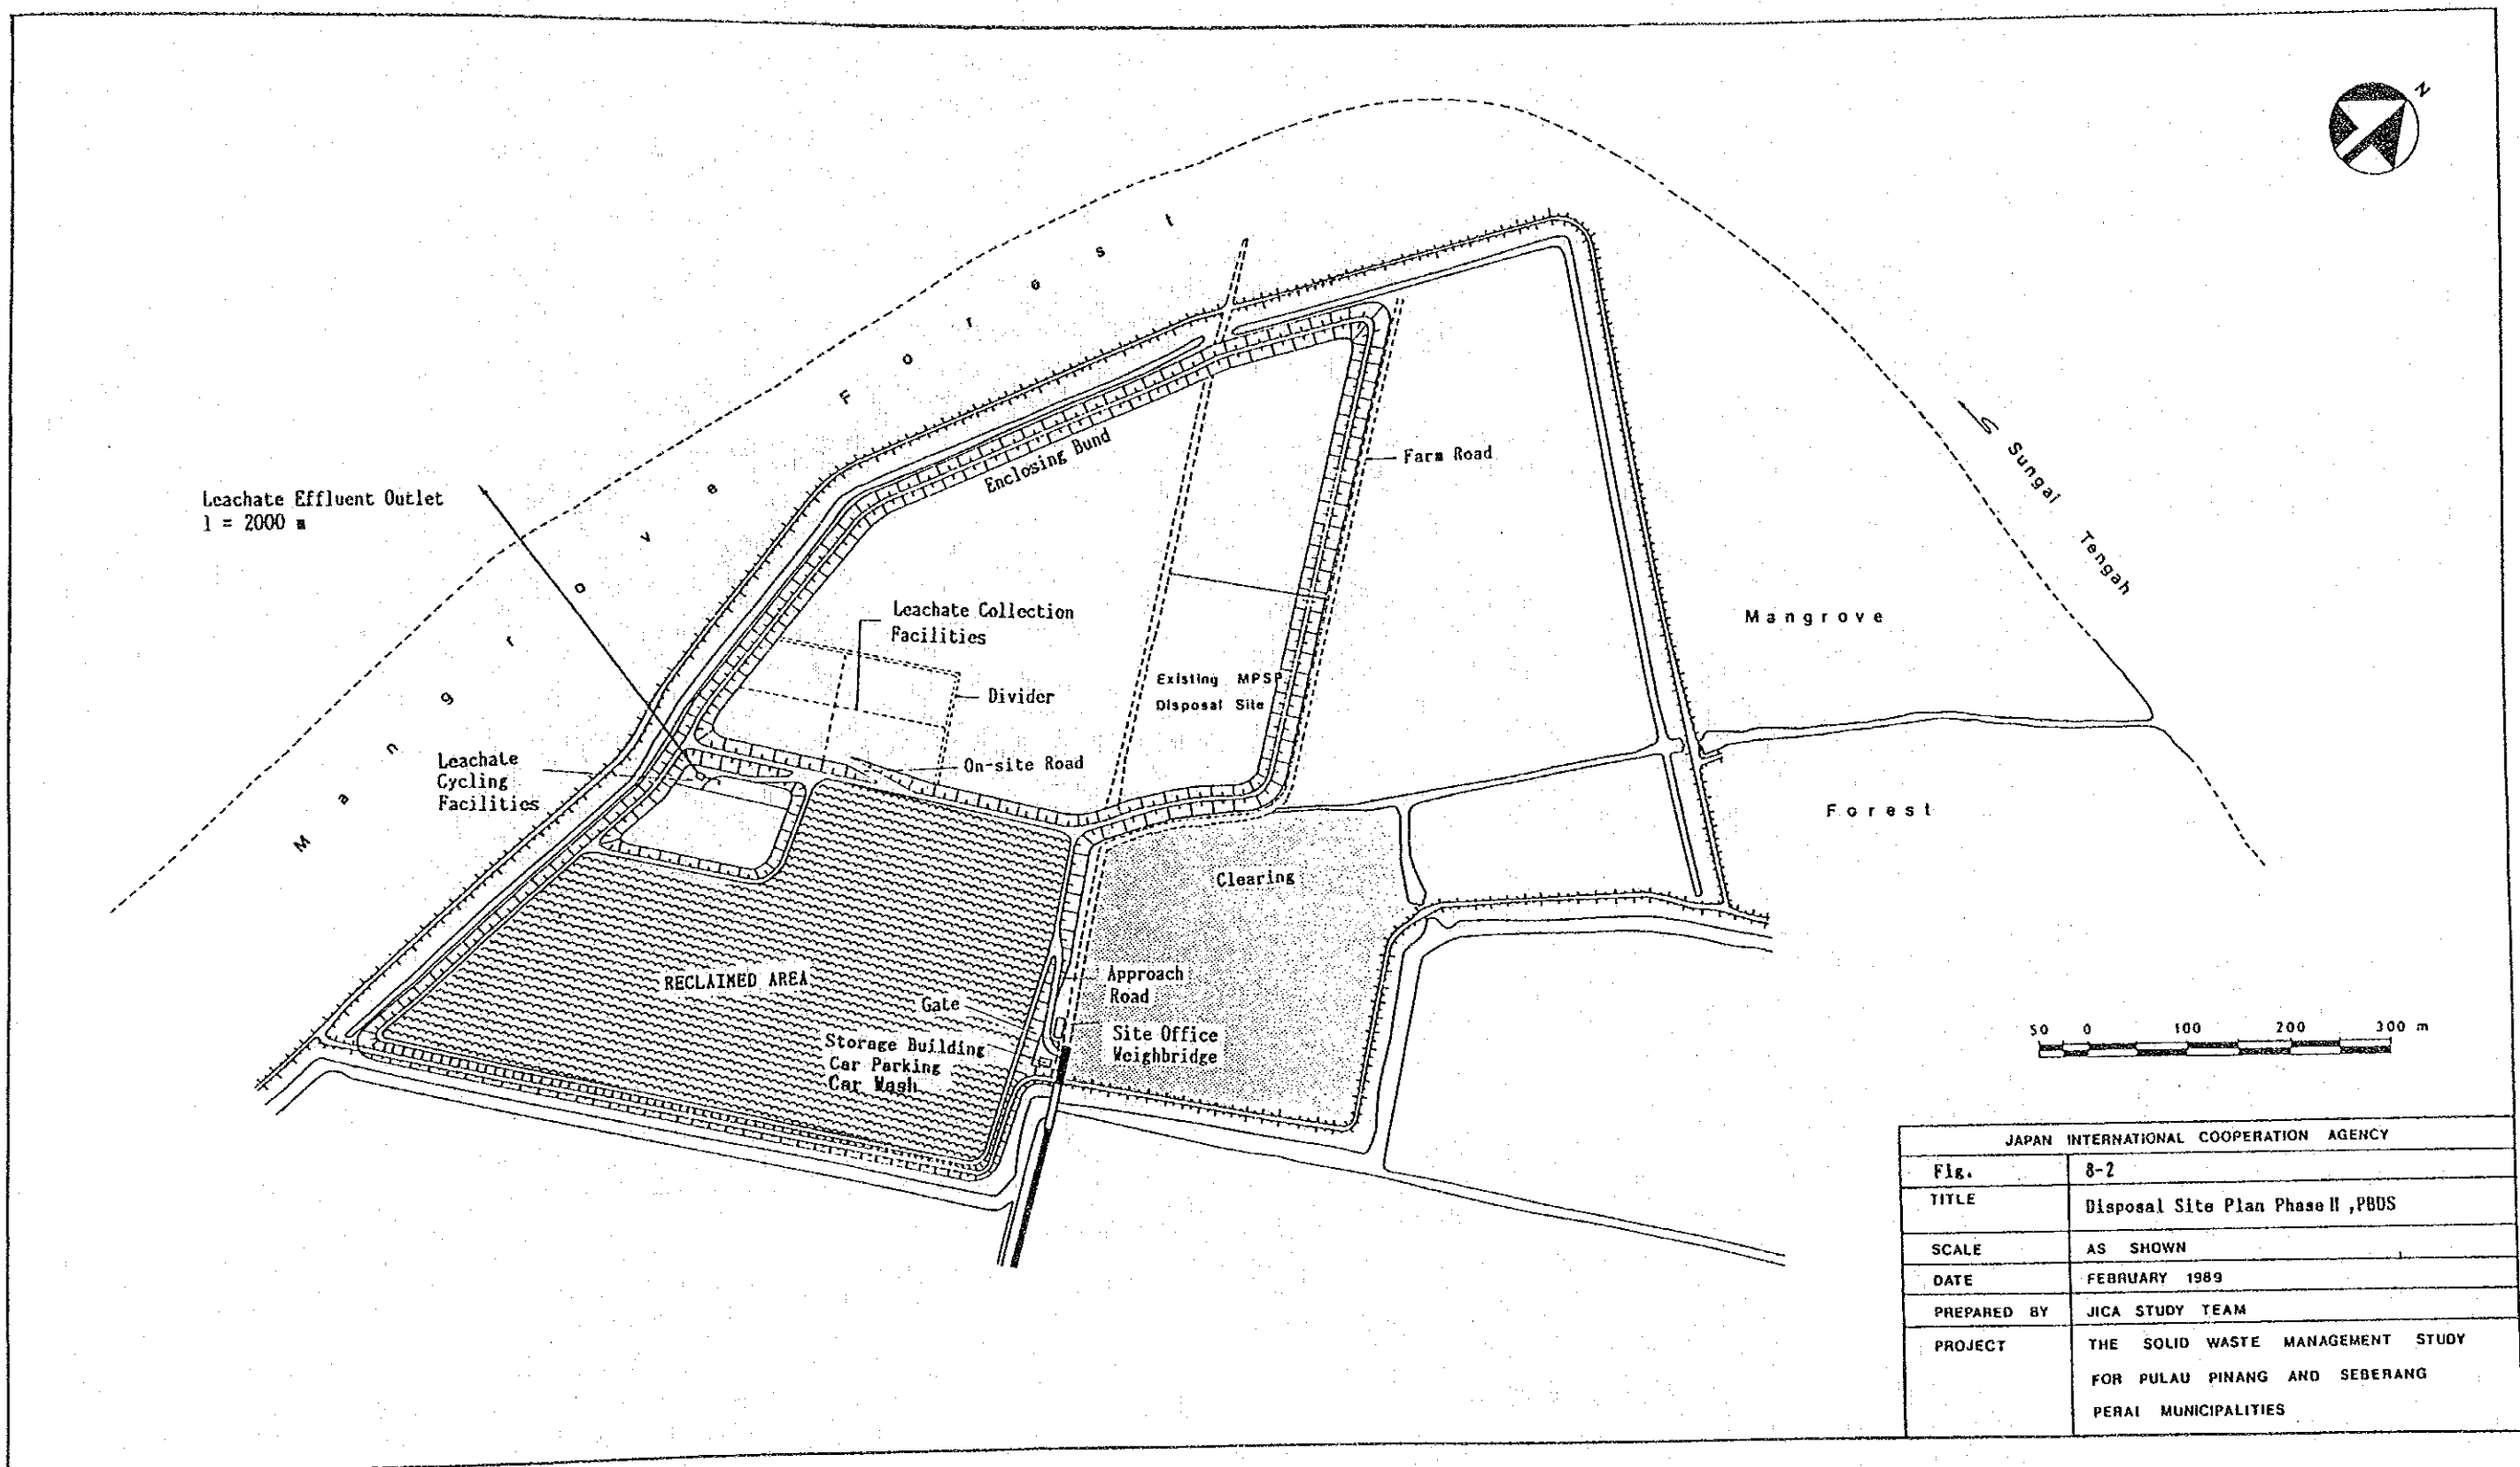 N
Mangrove Forest
Leachate Effluent Outlet
l = 2000 m
Enclosing Bund
Farm Road
Sungai Tengah
Leachate Collection
Facilities
Mangrove
Existing MPSP
Disposal Site
Divider
Leachate
Cycling
Facilities
On-site Road
Forest
Clearing
RECLAIMED AREA
Approach
Road
Gate
Site Office
Weighbridge
Storage Building
Car Parking
Car Wash
50 0 100 200 300 m
JAPAN INTERNATIONAL COOPERATION AGENCY
Fig. 8-2
TITLE Disposal Site Plan Phase II ,PBDS
SCALE AS SHOWN
DATE FEBRUARY 1989
PREPARED BY JICA STUDY TEAM
PROJECT THE SOLID WASTE MANAGEMENT STUDY
FOR PULAU PINANG AND SEBERANG
PERAI MUNICIPALITIES